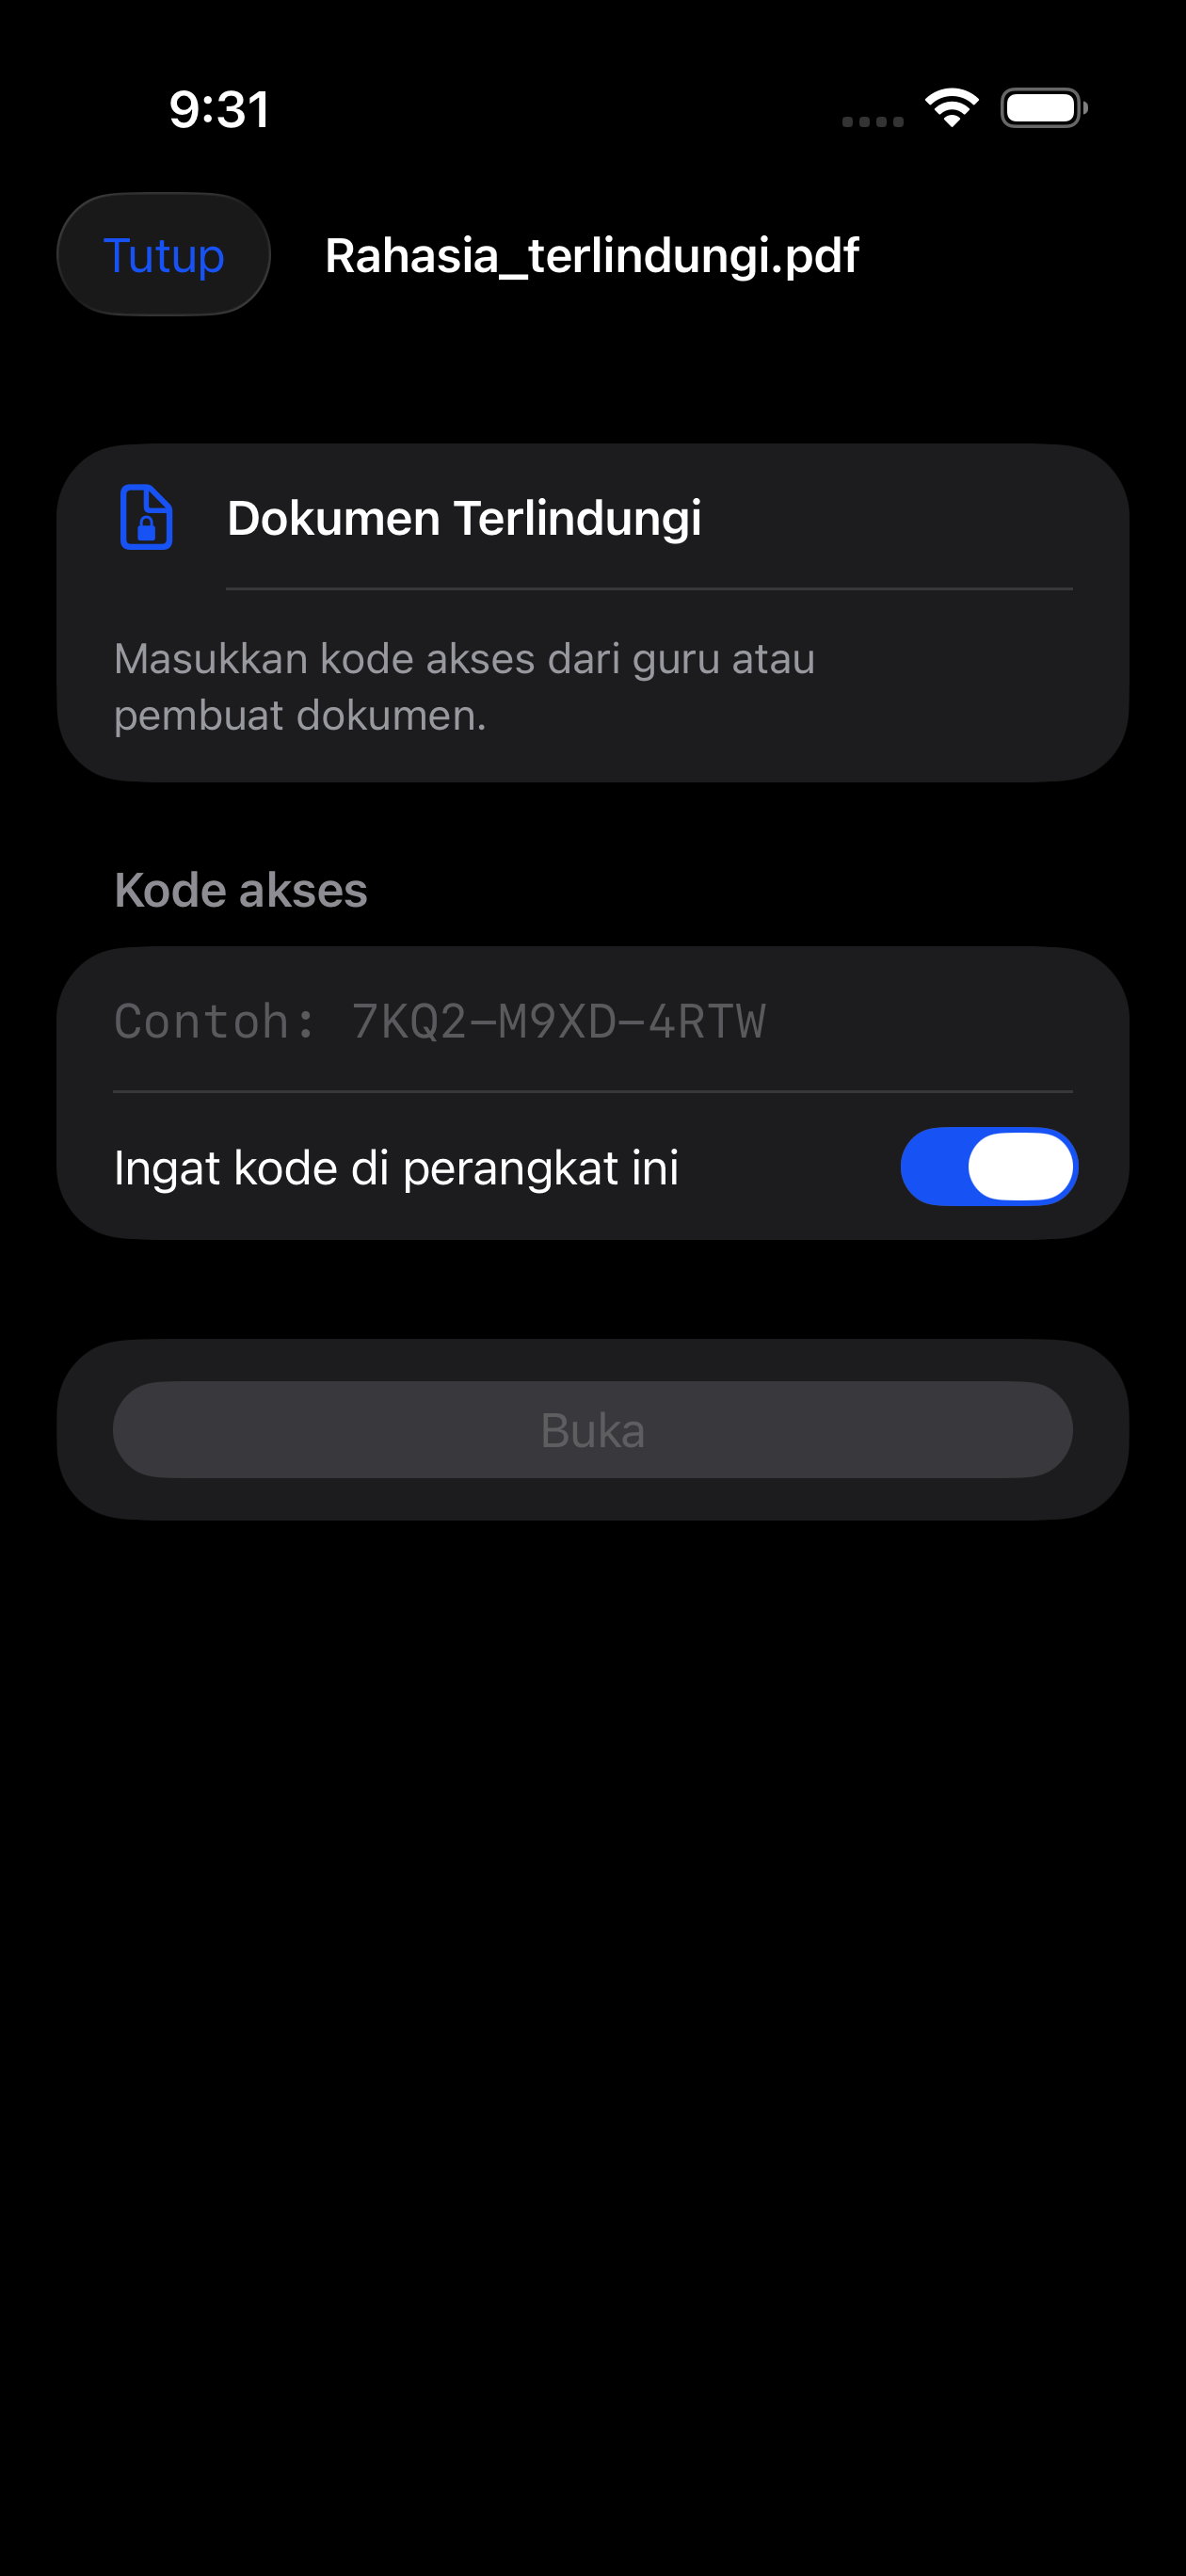 9:31
Tutup
Rahasia_terlindungi.pdf
Dokumen Terlindungi
Masukkan kode akses dari guru atau
pembuat dokumen.
Kode akses
Contoh: 7KQ2-M9XD-4RTW
Ingat kode di perangkat ini
Buka